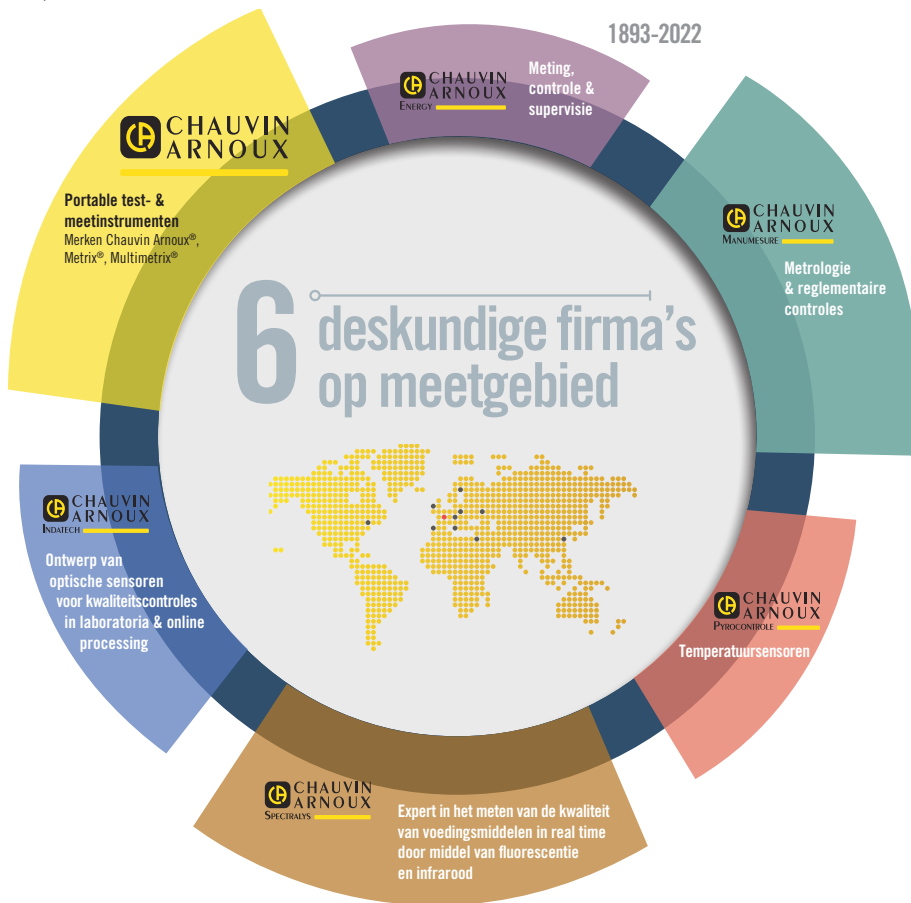 1893-2022
CHAUVIN
ARNOUX
Portable test- &
meetinstrumenten
Merken Chauvin Arnoux®,
Metrix®, Multimetrix®
CHAUVIN
ARNOUX
ENERGY
Meting,
controle &
supervisie
CHAUVIN
ARNOUX
MANUMESURE
Metrologie
& reglementaire
controles
6 deskundige firma's
op meetgebied
CHAUVIN
ARNOUX
INDATECH
Ontwerp van
optische sensoren
voor kwaliteitscontroles
in laboratoria & online
processing
CHAUVIN
ARNOUX
PYROCONTROLE
Temperatuursensoren
CHAUVIN
ARNOUX
SPECTRALYS
Expert in het meten van de kwaliteit
van voedingsmiddelen in real time
door middel van fluorescentie
en infrarood